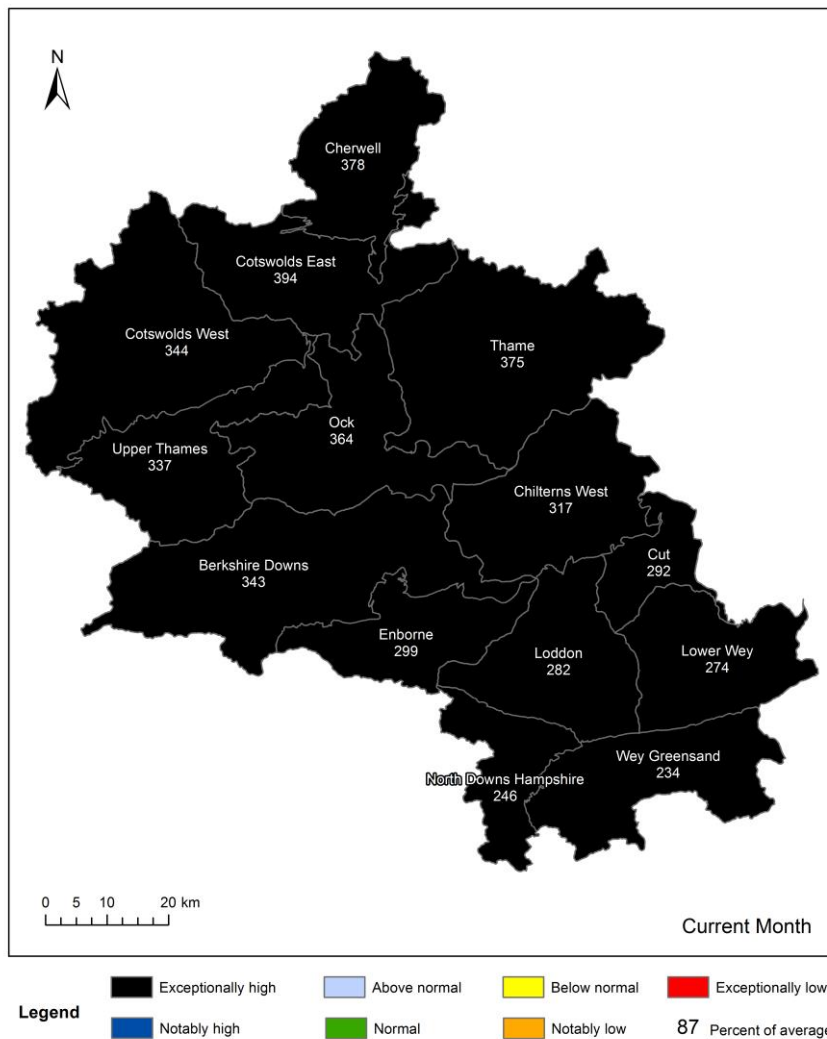 N
Cherwell
378
Cotswolds East
394
Cotswolds West
344
Thame
375
Ock
364
Upper Thames
337
Chilterns West
317
Berkshire Downs
343
Cut
292
Enborne
299
Loddon
282
Lower Wey
274
Wey Greensand
234
North Downs Hampshire
246
0 5 10 20 km
Current Month
Legend
Exceptionally high
Above normal
Below normal
Exceptionally low
Notably high
Normal
Notably low
87 Percent of average